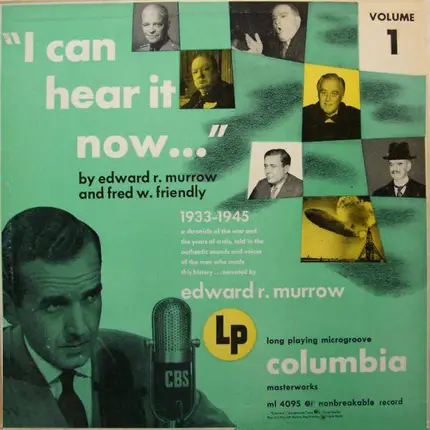 VOLUME
1
"I can
hear it
now..."
by edward r. murrow
and fred w. friendly
1933-1945
a chronicle of the war and
the years of crisis, told in the
authentic sounds and voices
of the men who made
this history... narrated by
edward r. murrow
CBS
Lp
long playing microgroove
columbia
masterworks
ml 4095 nonbreakable record